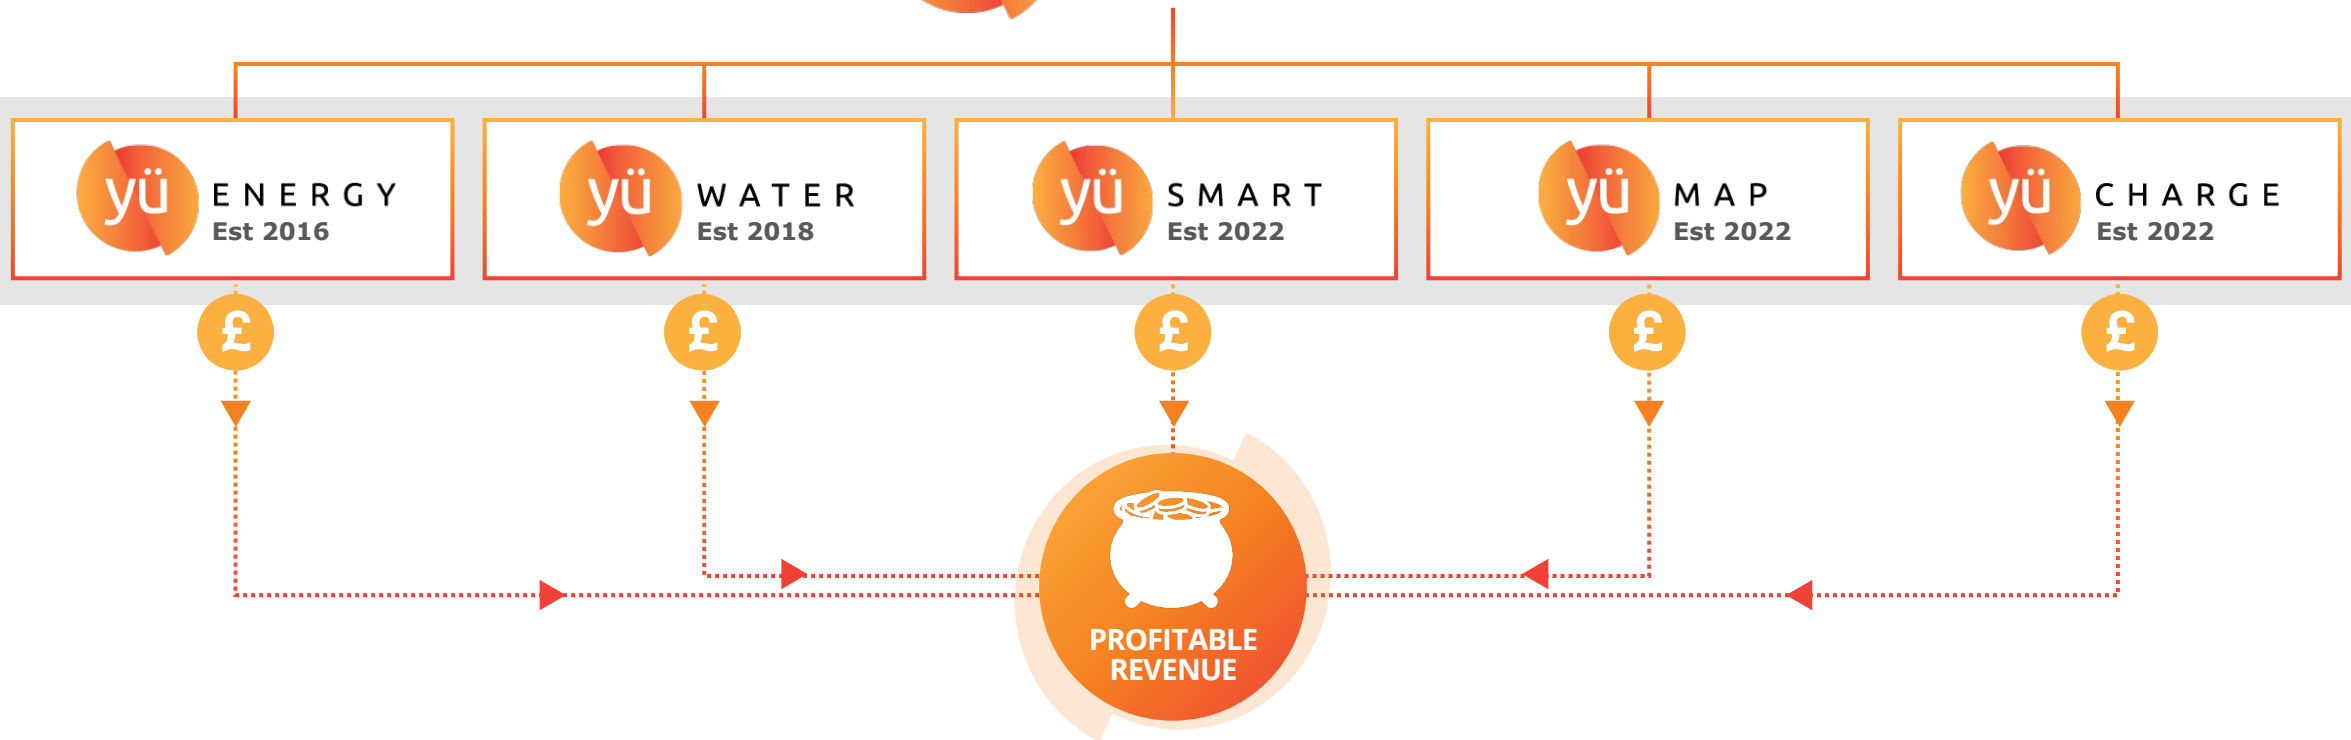 yü ENERGY
Est 2016
yü WATER
Est 2018
yü SMART
Est 2022
yü MAP
Est 2022
yü CHARGE
Est 2022
£ £ £ £ £
PROFITABLE
REVENUE